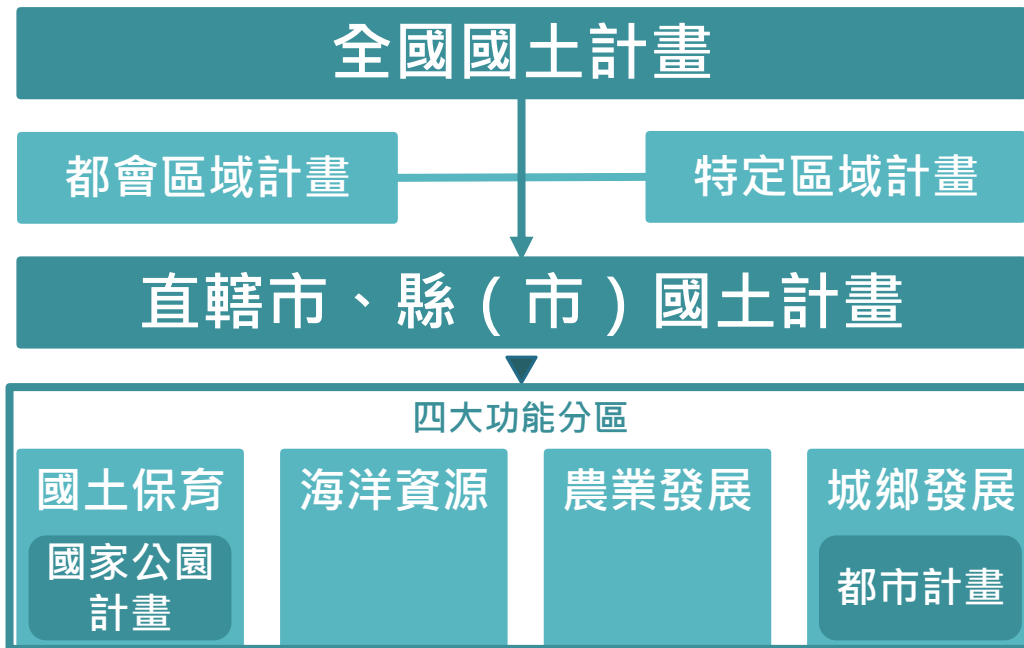 全國國土計畫
都會區域計畫
特定區域計畫
直轄市、縣(市)國土計畫
四大功能分區
國土保育
海洋資源
農業發展
城鄉發展
國家公園
計畫
都市計畫